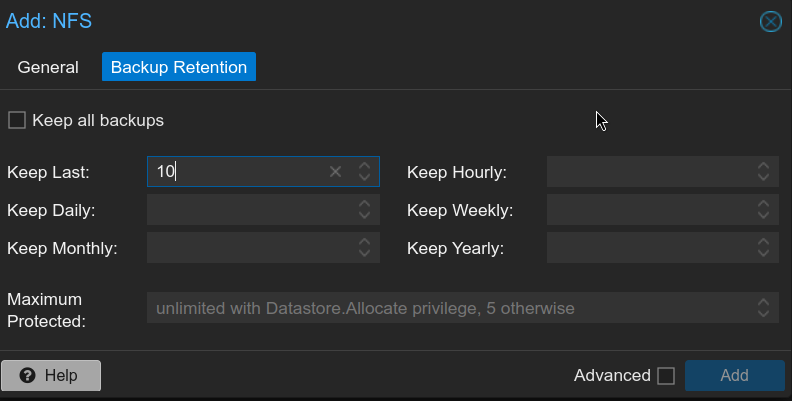 Add: NFS
General
Backup Retention
Keep all backups
Keep Last: 10
Keep Hourly:
Keep Daily:
Keep Weekly:
Keep Monthly:
Keep Yearly:
Maximum
Protected:
unlimited with Datastore.Allocate privilege, 5 otherwise
? Help
Advanced
Add